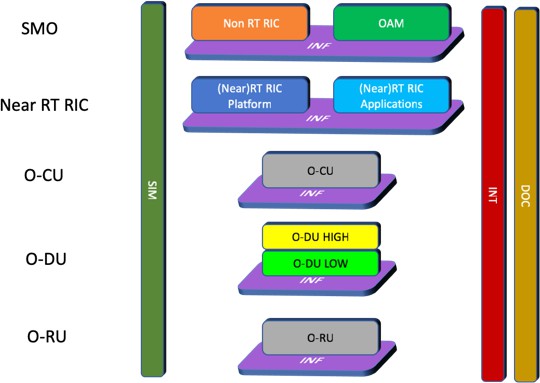 SMO
Non RT RIC
OAM
INF
Near RT RIC
(Near)RT RIC
Platform
(Near)RT RIC
Applications
INF
O-CU
O-CU
INF
O-DU
O-DU HIGH
O-DU LOW
INF
O-RU
O-RU
INF
SIM
INT
DOC